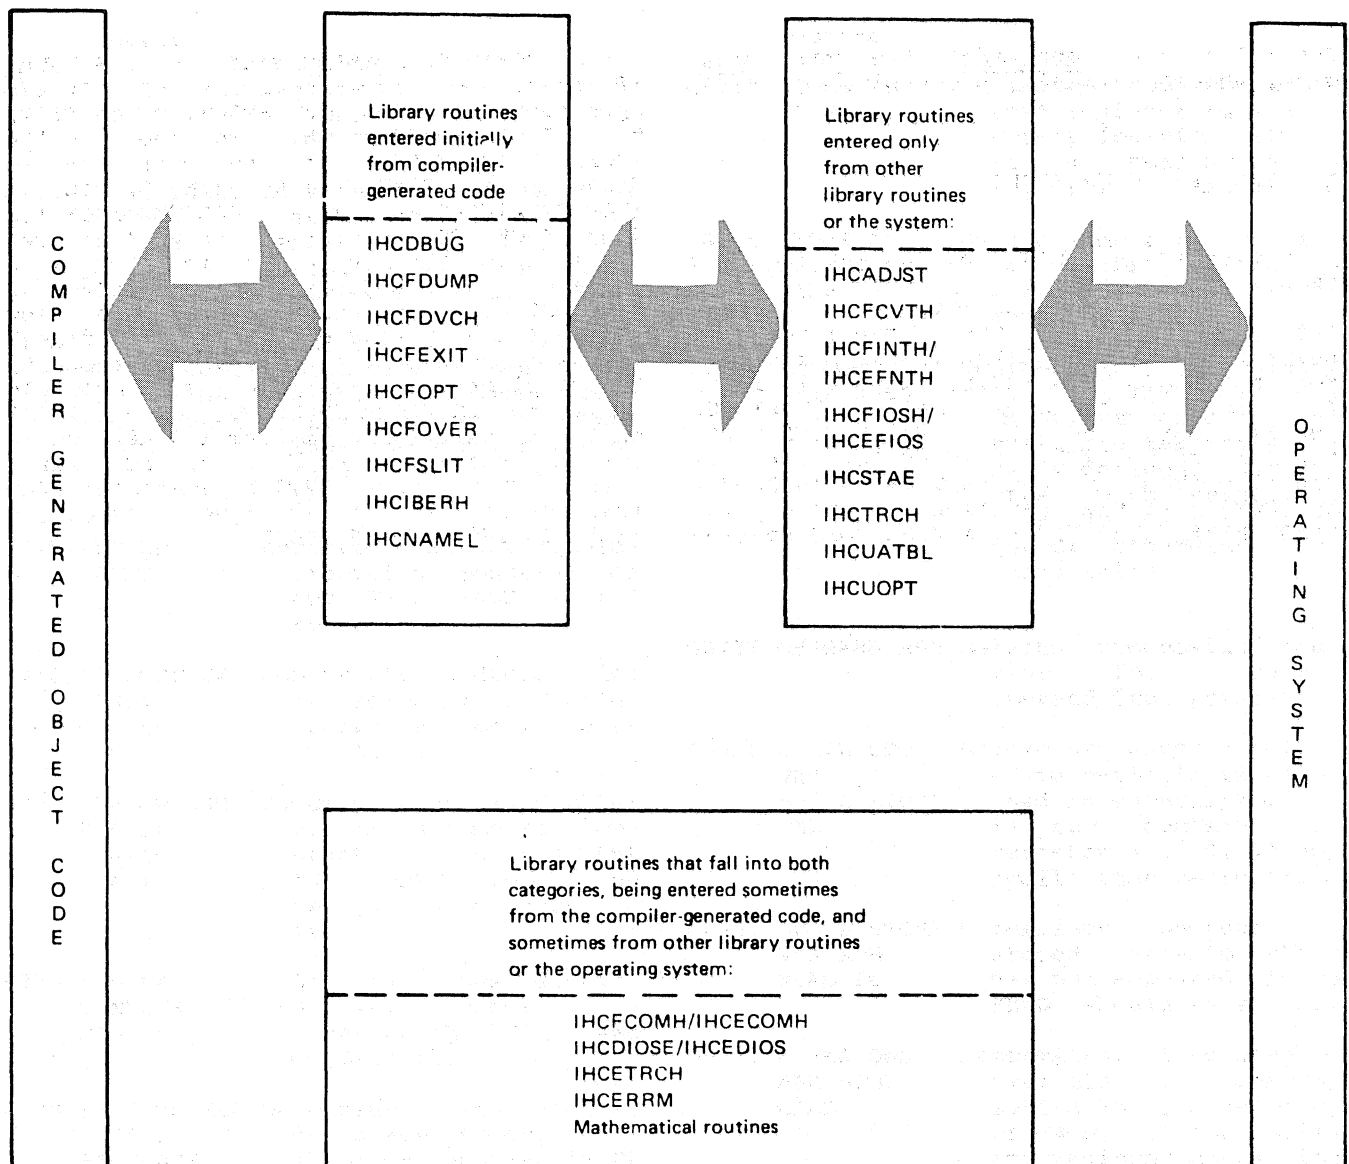 COMPILER GENERATED OBJECT CODE
Library routines
entered initially
from compiler-
generated code
IHCDBUG
IHCFDUMP
IHCFDVCH
IHCFEXIT
IHCFOPT
IHCFOVER
IHCFSLIT
IHCIBERH
IHCNAMEL
Library routines
entered only
from other
library routines
or the system:
IHCADJST
IHCFCVTH
IHCFINTH/
IHCEFNTH
IHCFIOSH/
IHCEFIOS
IHCSTAE
IHCTRCH
IHCUATBL
IHCUOPT
OPERATING SYSTEM
Library routines that fall into both
categories, being entered sometimes
from the compiler-generated code, and
sometimes from other library routines
or the operating system:
IHCFCOMH/IHCECOMH
IHCDIOSE/IHCEDIOS
IHCETRCH
IHCERRM
Mathematical routines